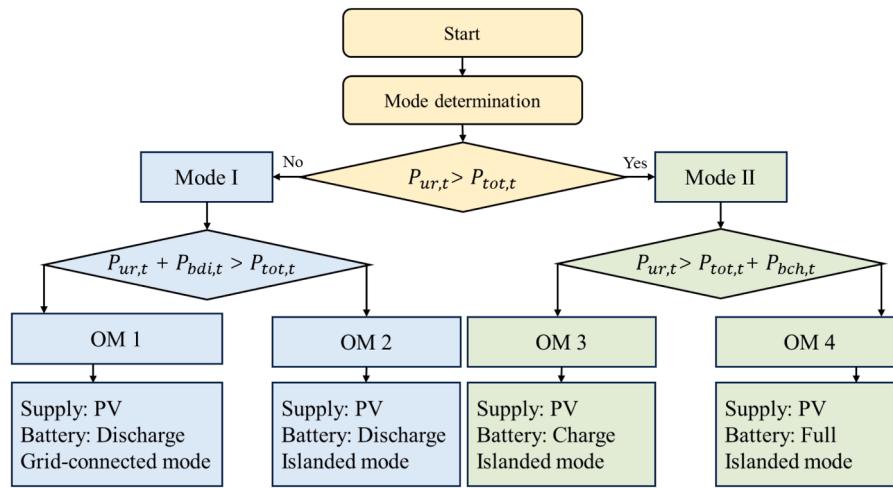 Start
Mode determination
No
Yes
P_{ur,t} > P_{tot,t}
Mode I
Mode II
P_{ur,t} + P_{bdi,t} > P_{tot,t}
P_{ur,t} > P_{tot,t} + P_{bch,t}
OM 1
OM 2
OM 3
OM 4
Supply: PV
Battery: Discharge
Grid-connected mode
Supply: PV
Battery: Discharge
Islanded mode
Supply: PV
Battery: Charge
Islanded mode
Supply: PV
Battery: Full
Islanded mode